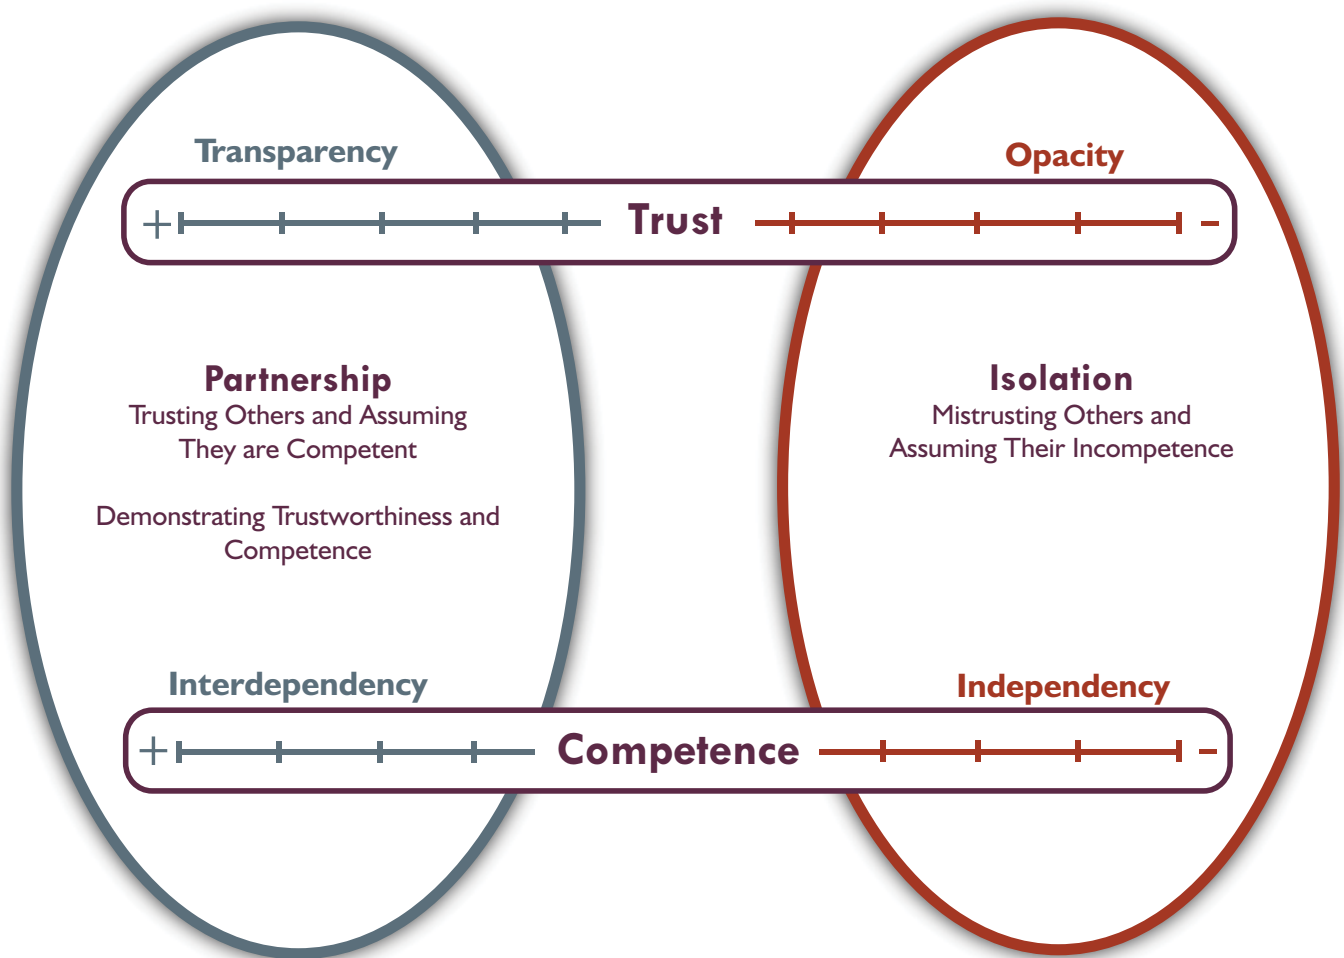 Transparency
Opacity
+ Trust -
Partnership
Trusting Others and Assuming
They are Competent
Demonstrating Trustworthiness and
Competence
Isolation
Mistrusting Others and
Assuming Their Incompetence
Interdependency
Independency
+ Competence -